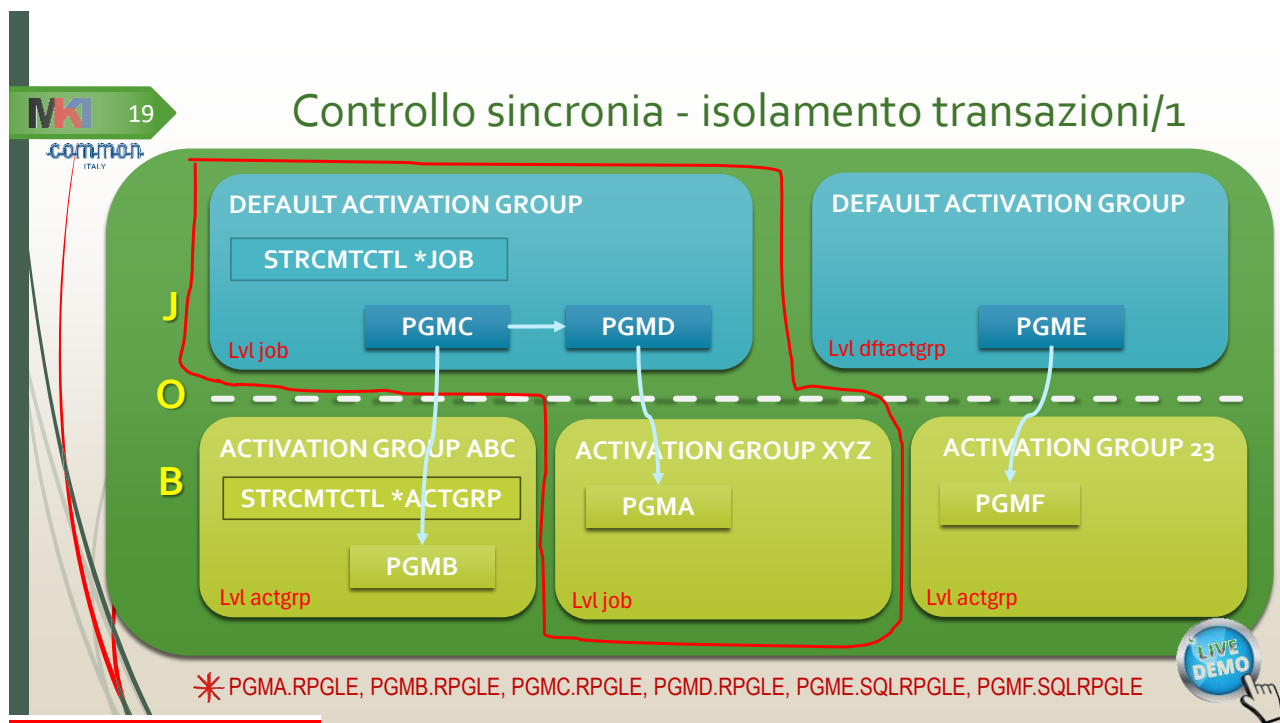 MK1
19
Controllo sincronia - isolamento transazioni/1
common
ITALY
DEFAULT ACTIVATION GROUP
DEFAULT ACTIVATION GROUP
STRCMTCTL *JOB
J
PGMC
PGMD
PGME
Lvl job
Lvl dftactgrp
O
ACTIVATION GROUP ABC
ACTIVATION GROUP XYZ
ACTIVATION GROUP 23
B
STRCMTCTL *ACTGRP
PGMA
PGMF
PGMB
Lvl actgrp
Lvl job
Lvl actgrp
LIVE
DEMO
PGMA.RPGLE, PGMB.RPGLE, PGMC.RPGLE, PGMD.RPGLE, PGME.SQLRPGLE, PGMF.SQLRPGLE